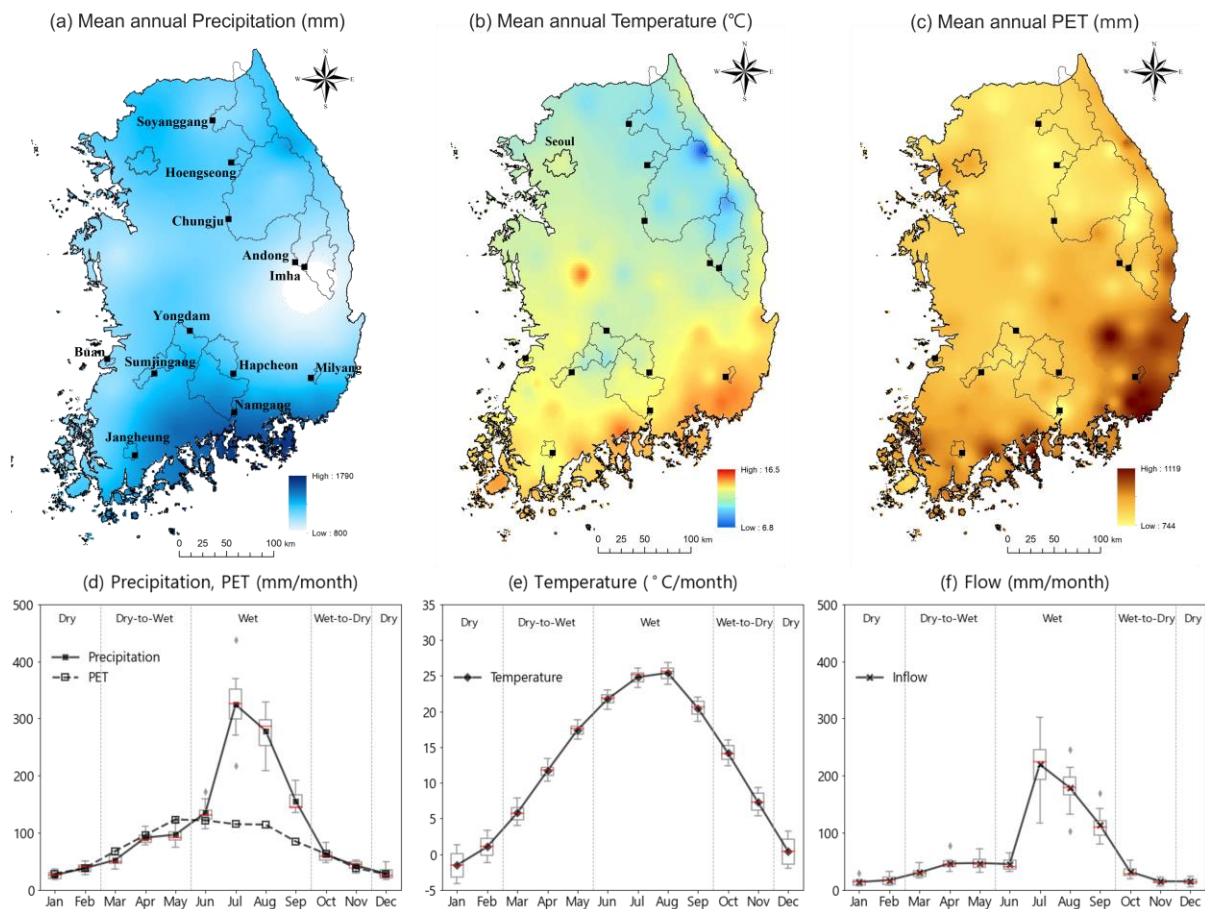 (a) Mean annual Precipitation (mm)
N
W E
S
Soyanggang
Hoengseong
Chungju
Andong
Imha
Yongdam
Buan
Sumjingang
Hapcheon
Milyang
Namgang
Jangheung
High : 1790
Low : 800
0 25 50 100
km
(b) Mean annual Temperature (℃)
N
W E
S
Seoul
High : 16.5
Low : 6.8
0 25 50 100
km
(c) Mean annual PET (mm)
N
W E
S
High : 1119
Low : 744
0 25 50 100
km
(d) Precipitation, PET (mm/month)
500
400
300
200
100
0
Dry Dry-to-Wet Wet Wet-to-Dry Dry
Precipitation
PET
Jan Feb Mar Apr May Jun Jul Aug Sep Oct Nov Dec
(e) Temperature (°C/month)
35
30
25
20
15
10
5
0
-5
Dry Dry-to-Wet Wet Wet-to-Dry Dry
Temperature
Jan Feb Mar Apr May Jun Jul Aug Sep Oct Nov Dec
(f) Flow (mm/month)
500
400
300
200
100
0
Dry Dry-to-Wet Wet Wet-to-Dry Dry
Inflow
Jan Feb Mar Apr May Jun Jul Aug Sep Oct Nov Dec